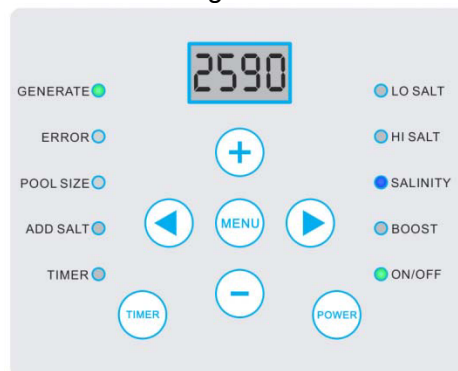 2590
GENERATE
LO SALT
ERROR
HI SALT
+
POOL SIZE
SALINITY
ADD SALT
MENU
BOOST
TIMER
ON/OFF
−
TIMER
POWER